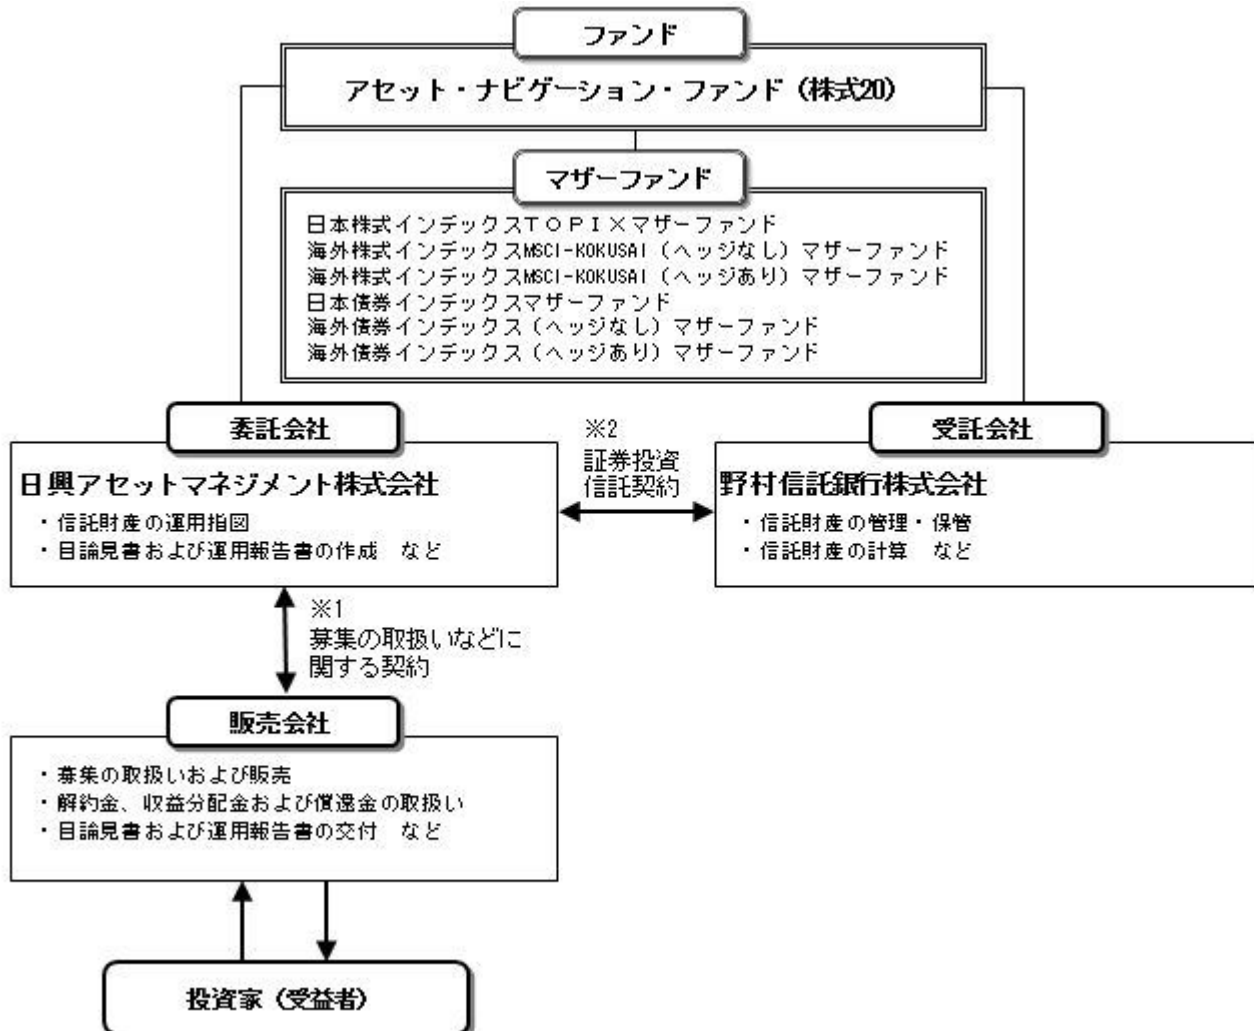 ファンド
アセット・ナビゲーション・ファンド（株式20）
マザーファンド
日本株式インデックスＴＯＰＩＸマザーファンド
海外株式インデックスMSCI-KOKUSAI（ヘッジなし）マザーファンド
海外株式インデックスMSCI-KOKUSAI（ヘッジあり）マザーファンド
日本債券インデックスマザーファンド
海外債券インデックス（ヘッジなし）マザーファンド
海外債券インデックス（ヘッジあり）マザーファンド
委託会社
日興アセットマネジメント株式会社
・信託財産の運用指図
・目論見書および運用報告書の作成　など
※2
証券投資
信託契約
受託会社
野村信託銀行株式会社
・信託財産の管理・保管
・信託財産の計算　など
※1
募集の取扱いなどに
関する契約
販売会社
・募集の取扱いおよび販売
・解約金、収益分配金および償還金の取扱い
・目論見書および運用報告書の交付　など
投資家（受益者）